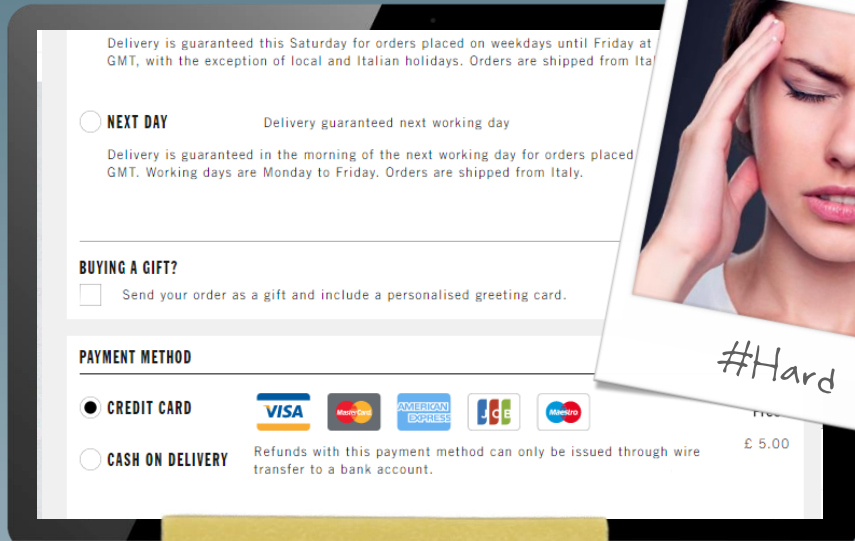 Delivery is guaranteed this Saturday for orders placed on weekdays until Friday at
GMT, with the exception of local and Italian holidays. Orders are shipped from
NEXT DAY Delivery guaranteed next working day
Delivery is guaranteed in the morning of the next working day for orders placed
GMT. Working days are Monday to Friday. Orders are shipped from Italy.
BUYING A GIFT?
Send your order as a gift and include a personalised greeting card.
#Hard
PAYMENT METHOD
CREDIT CARD VISA MasterCard AMERICAN EXPRESS JCB Maestro
£ 5.00
CASH ON DELIVERY Refunds with this payment method can only be issued through wire
transfer to a bank account.